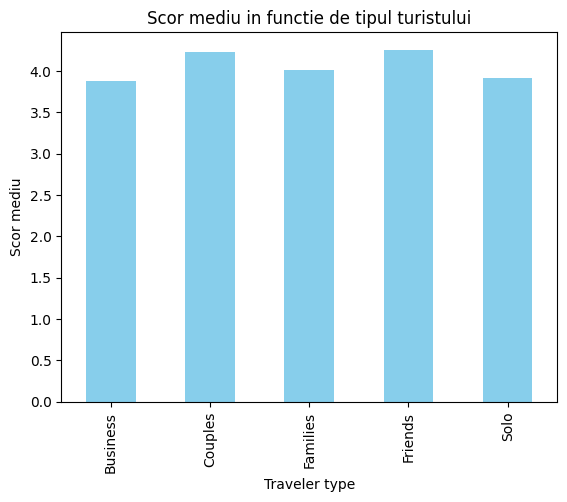 Scor mediu in functie de tipul turistului
Scor mediu
4.0
3.5
3.0
2.5
2.0
1.5
1.0
0.5
0.0
Business
Couples
Families
Friends
Solo
Traveler type